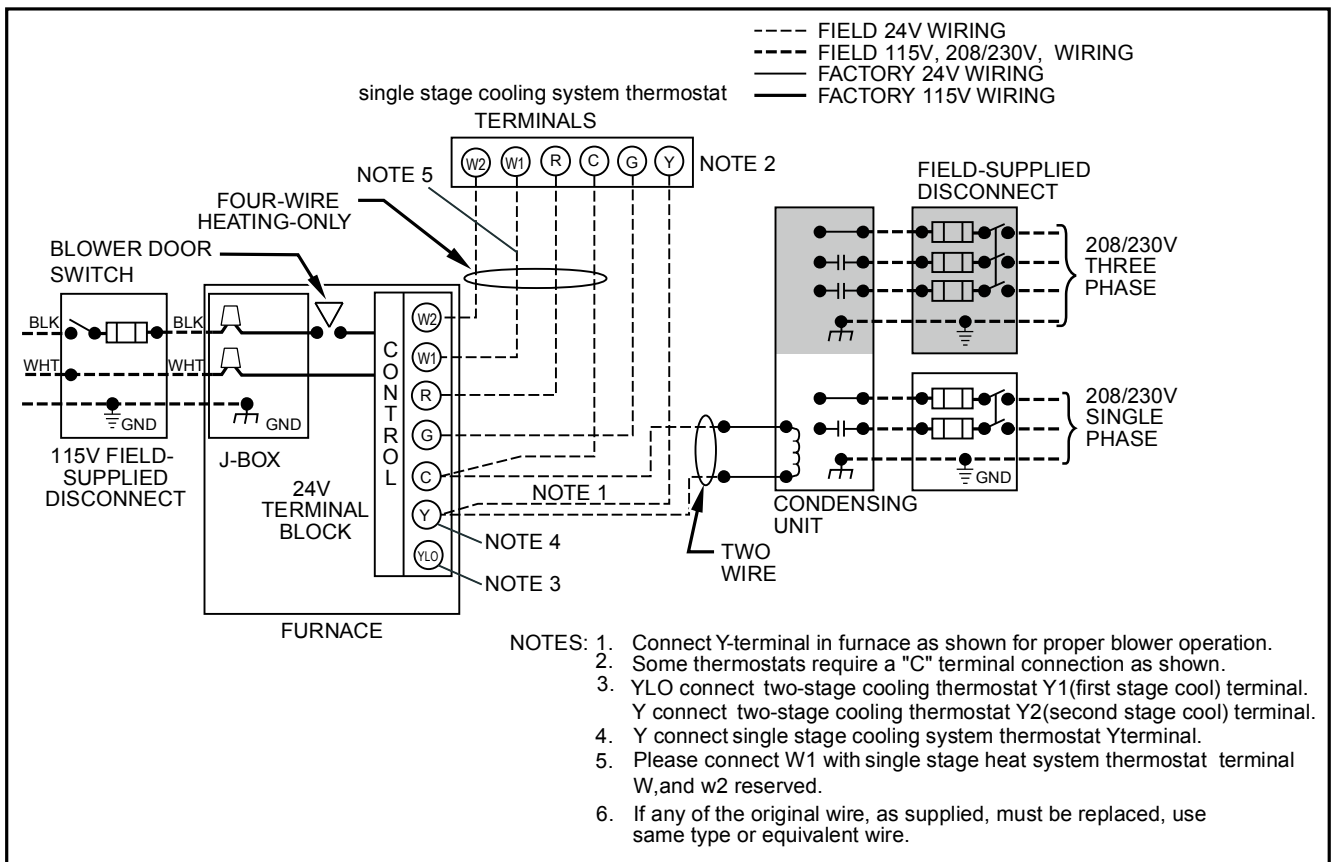 FIELD 24V WIRING
FIELD 115V, 208/230V, WIRING
FACTORY 24V WIRING
FACTORY 115V WIRING
single stage cooling system thermostat
TERMINALS
W2 W1 R C G Y
NOTE 2
NOTE 5
FOUR-WIRE
HEATING-ONLY
BLOWER DOOR
SWITCH
BLK
BLK
WHT
WHT
GND
GND
115V FIELD-
SUPPLIED
DISCONNECT
J-BOX
24V
TERMINAL
BLOCK
CONTROL
W2
W1
R
G
C
Y
YLO
NOTE 1
NOTE 4
NOTE 3
FURNACE
TWO
WIRE
CONDENSING
UNIT
FIELD-SUPPLIED
DISCONNECT
208/230V
THREE
PHASE
208/230V
SINGLE
PHASE
GND
NOTES: 1. Connect Y-terminal in furnace as shown for proper blower operation.
2. Some thermostats require a "C" terminal connection as shown.
3. YLO connect two-stage cooling thermostat Y1(first stage cool) terminal.
Y connect two-stage cooling thermostat Y2(second stage cool) terminal.
4. Y connect single stage cooling system thermostat Yterminal.
5. Please connect W1 with single stage heat system thermostat terminal
W,and w2 reserved.
6. If any of the original wire, as supplied, must be replaced, use
same type or equivalent wire.